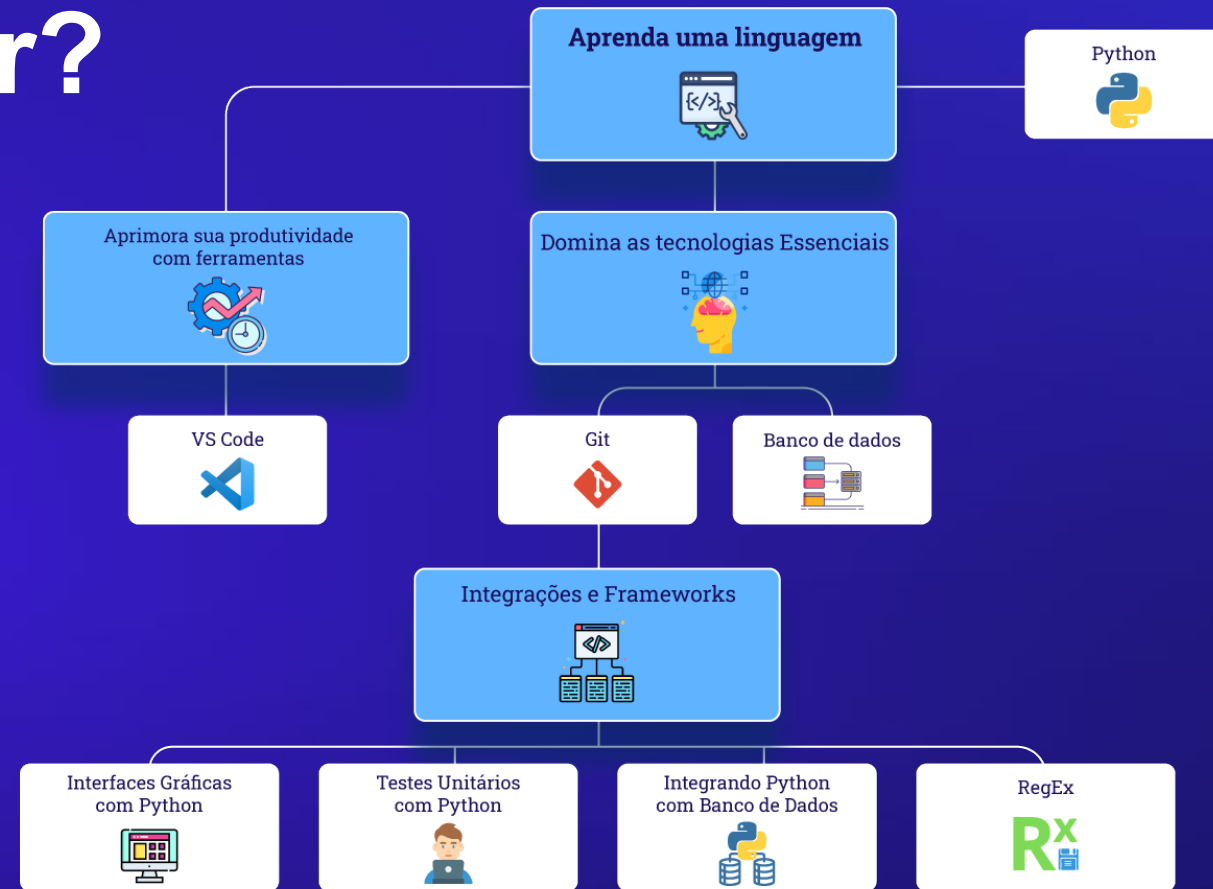 r?
Aprenda uma linguagem
Python
Aprimora sua produtividade
com ferramentas
Domina as tecnologias Essenciais
VS Code
Git
Banco de dados
Integrações e Frameworks
Interfaces Gráficas
com Python
Testes Unitários
com Python
Integrando Python
com Banco de Dados
RegEx
Rx